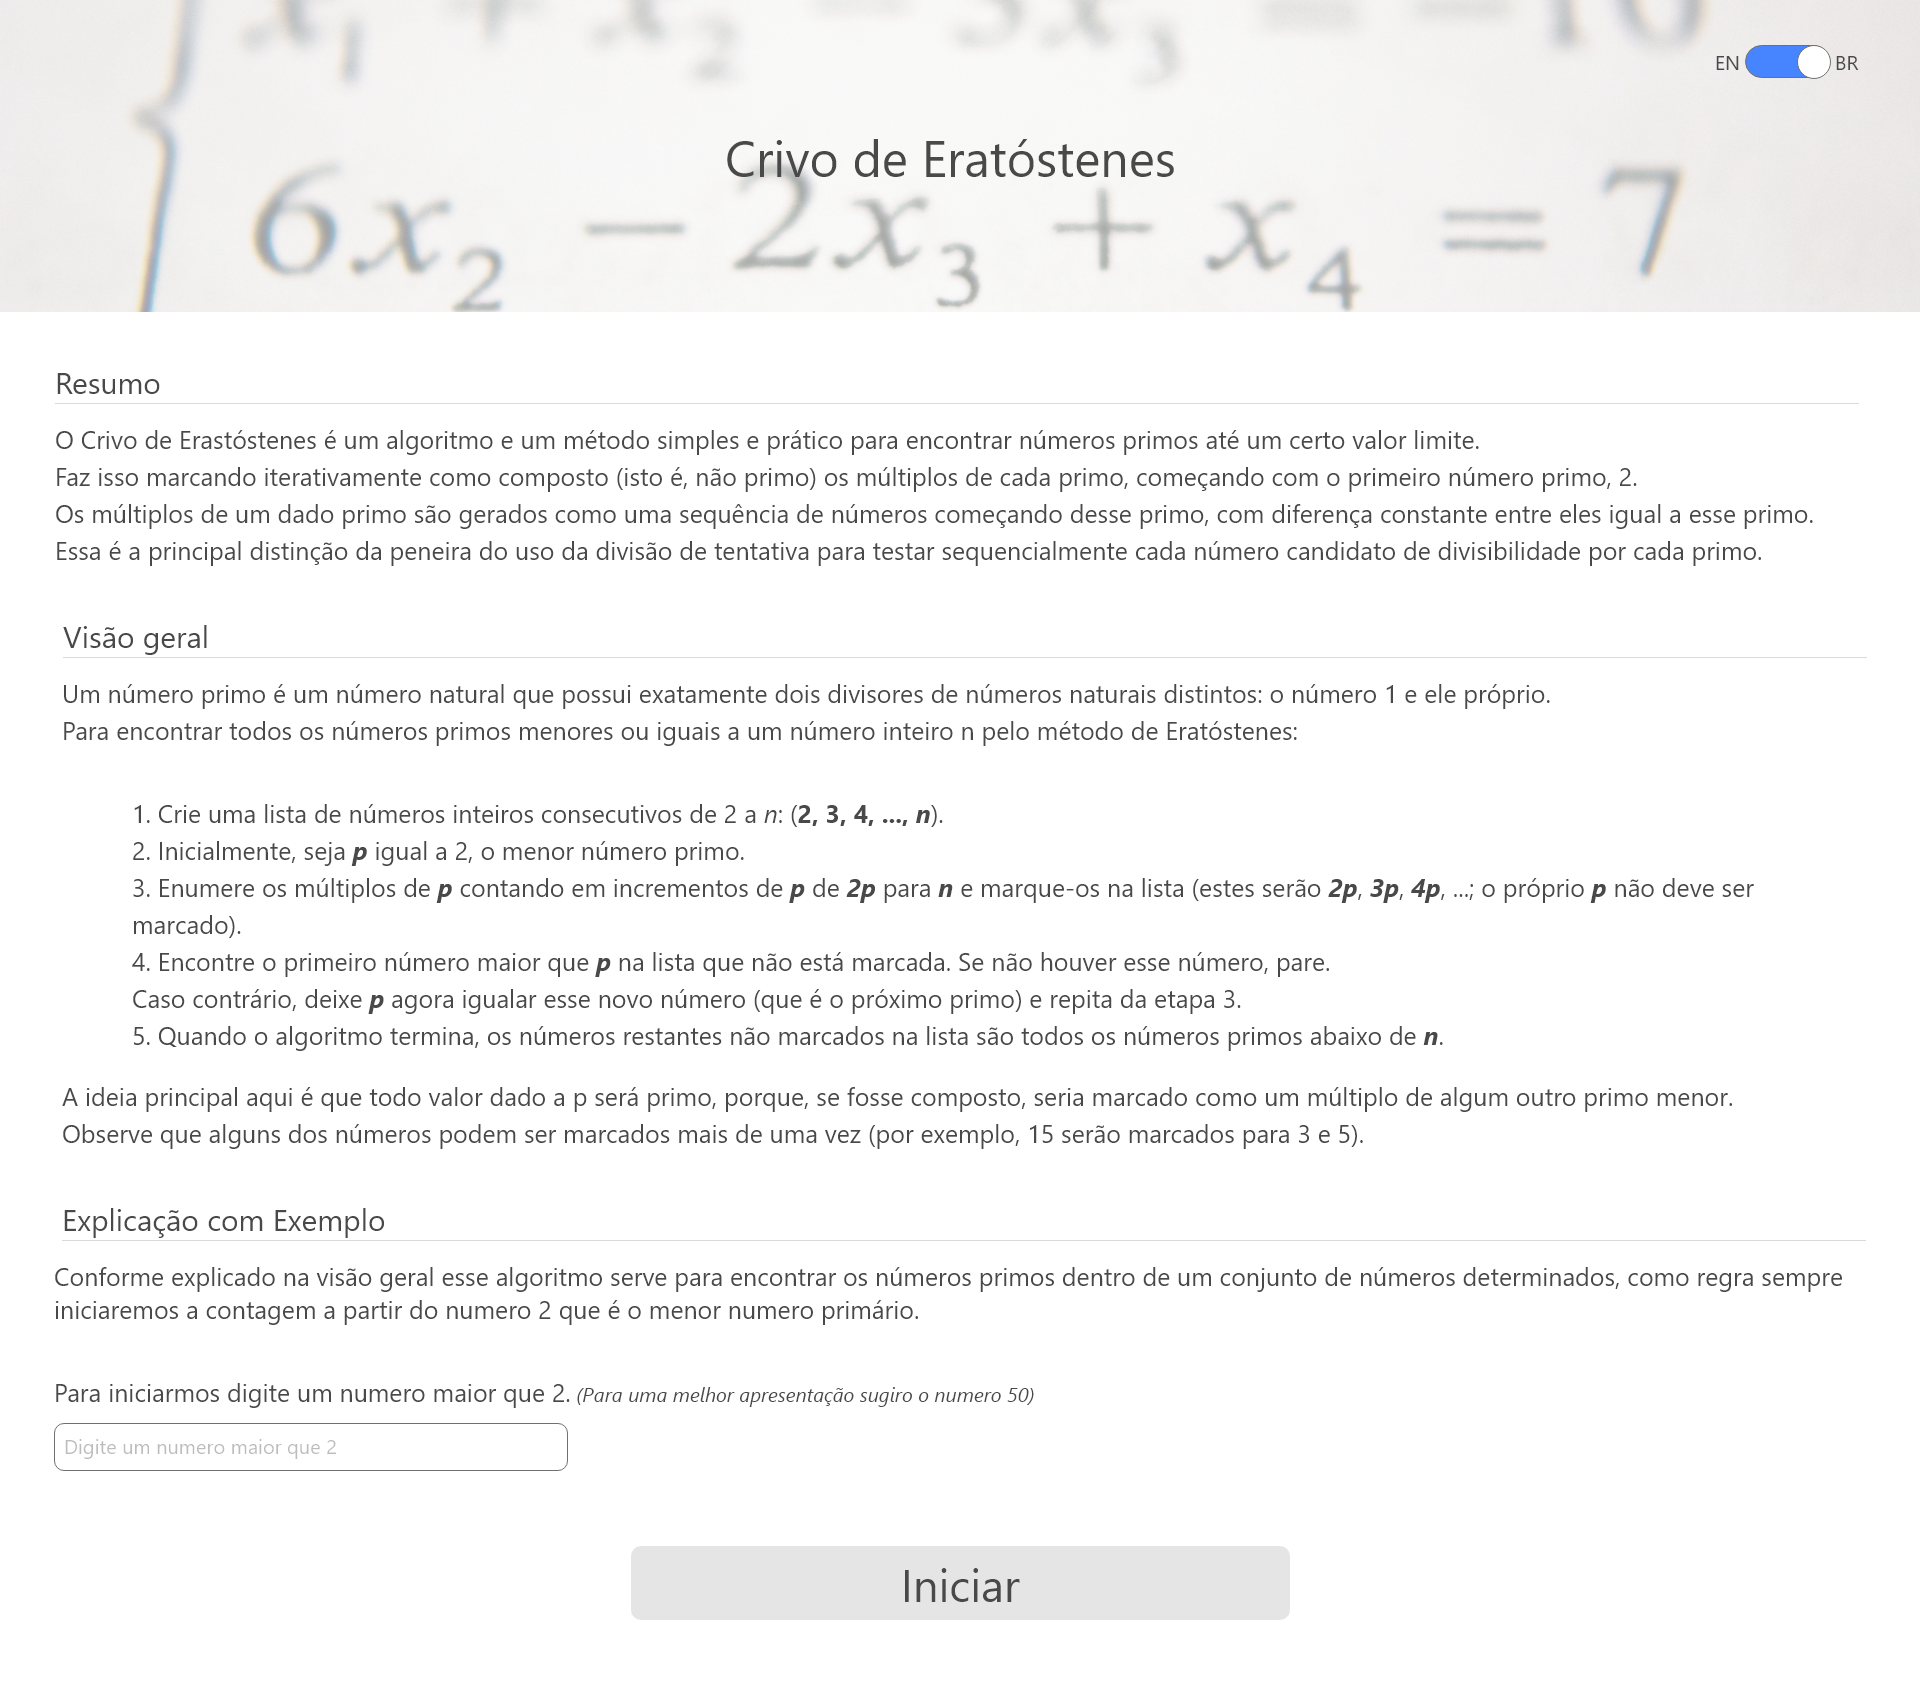 x1 + x2 - 3x3 = -10
EN BR
Crivo de Eratóstenes
6x2 − 2x3 + x4 = 7
Resumo
O Crivo de Erastóstenes é um algoritmo e um método simples e prático para encontrar números primos até um certo valor limite.
Faz isso marcando iterativamente como composto (isto é, não primo) os múltiplos de cada primo, começando com o primeiro número primo, 2.
Os múltiplos de um dado primo são gerados como uma sequência de números começando desse primo, com diferença constante entre eles igual a esse primo.
Essa é a principal distinção da peneira do uso da divisão de tentativa para testar sequencialmente cada número candidato de divisibilidade por cada primo.
Visão geral
Um número primo é um número natural que possui exatamente dois divisores de números naturais distintos: o número 1 e ele próprio.
Para encontrar todos os números primos menores ou iguais a um número inteiro n pelo método de Eratóstenes:
1. Crie uma lista de números inteiros consecutivos de 2 a n: (2, 3, 4, ..., n).
2. Inicialmente, seja p igual a 2, o menor número primo.
3. Enumere os múltiplos de p contando em incrementos de p de 2p para n e marque-os na lista (estes serão 2p, 3p, 4p, ...; o próprio p não deve ser
marcado).
4. Encontre o primeiro número maior que p na lista que não está marcada. Se não houver esse número, pare.
Caso contrário, deixe p agora igualar esse novo número (que é o próximo primo) e repita da etapa 3.
5. Quando o algoritmo termina, os números restantes não marcados na lista são todos os números primos abaixo de n.
A ideia principal aqui é que todo valor dado a p será primo, porque, se fosse composto, seria marcado como um múltiplo de algum outro primo menor.
Observe que alguns dos números podem ser marcados mais de uma vez (por exemplo, 15 serão marcados para 3 e 5).
Explicação com Exemplo
Conforme explicado na visão geral esse algoritmo serve para encontrar os números primos dentro de um conjunto de números determinados, como regra sempre
iniciaremos a contagem a partir do numero 2 que é o menor numero primário.
Para iniciarmos digite um numero maior que 2. (Para uma melhor apresentação sugiro o numero 50)
Digite um numero maior que 2
Iniciar